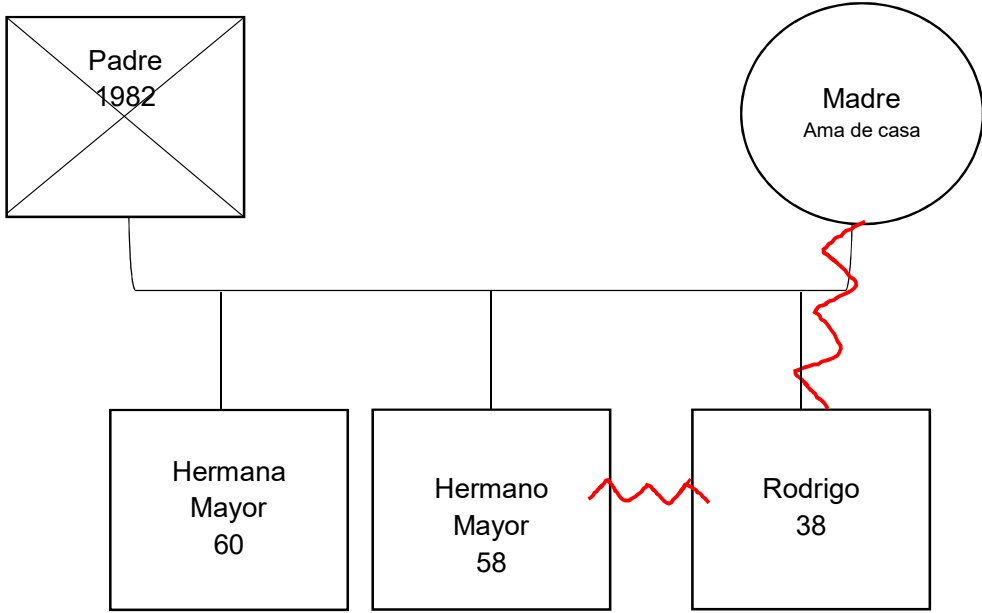 Padre
1982
Madre
Ama de casa
Hermana
Mayor
60
Hermano
Mayor
58
Rodrigo
38